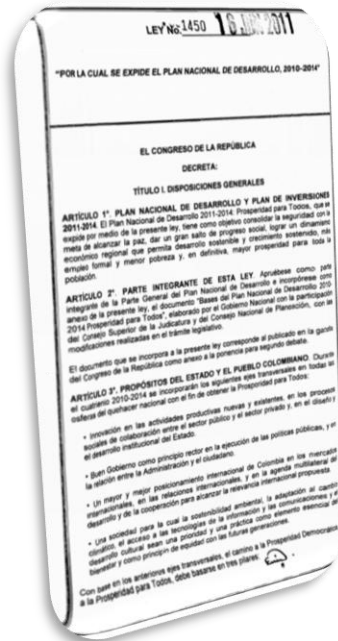 LEY No. 1450 16 JUN 2011
"POR LA CUAL SE EXPIDE EL PLAN NACIONAL DE DESARROLLO, 2010-2014"
EL CONGRESO DE LA REPÚBLICA
DECRETA:
TÍTULO I. DISPOSICIONES GENERALES
ARTÍCULO 1°. PLAN NACIONAL DE DESARROLLO Y PLAN DE INVERSIONES
2011-2014. El Plan Nacional de Desarrollo 2011-2014: Prosperidad para Todos, que se
expide por medio de la presente ley, tiene como objetivo consolidar la seguridad con la
meta de alcanzar la paz, dar un gran salto de progreso social, lograr un dinamismo
económico regional que permita desarrollo sostenible y crecimiento sostenido, más
empleo formal y menor pobreza y, en definitiva, mayor prosperidad para toda la
población.
ARTÍCULO 2°. PARTE INTEGRANTE DE ESTA LEY. Apruébese como parte
integrante de la Parte General del Plan Nacional de Desarrollo e incorpórese como
anexo de la presente ley, el documento "Bases del Plan Nacional de Desarrollo 2010-
2014 Prosperidad para Todos", elaborado por el Gobierno Nacional con la participación
del Consejo Superior de la Judicatura y del Consejo Nacional de Planeación, con las
modificaciones realizadas en el trámite legislativo.
El documento que se incorpora a la presente ley corresponde al publicado en la gaceta
del Congreso de la República como anexo a la ponencia para segundo debate.
ARTÍCULO 3°. PROPÓSITOS DEL ESTADO Y EL PUEBLO COLOMBIANO. Durante
el cuatrenio 2010-2014 se incorporarán los siguientes ejes transversales en todas las
esferas del quehacer nacional con el fin de obtener la Prosperidad para Todos:
• Innovación en las actividades productivas nuevas y existentes, en los procesos
sociales de colaboración entre el sector público y el sector privado y, en el diseño y
el desarrollo institucional del Estado.
• Buen Gobierno como principio rector en la ejecución de las políticas públicas, y en
la relación entre la Administración y el ciudadano.
• Un mayor y mejor posicionamiento internacional de Colombia en los mercados
internacionales, en las relaciones internacionales, y en la agenda multilateral del
desarrollo y de la cooperación para alcanzar la relevancia internacional propuesta.
• Una sociedad para la cual la sostenibilidad ambiental, la adaptación al cambio
climático, el acceso a las tecnologías de la información y las comunicaciones y el
desarrollo cultural sean una prioridad y una práctica como elemento esencial del
bienestar y como principio de equidad con las futuras generaciones.
Con base en los anteriores ejes transversales, el camino a la Prosperidad Democrática,
a la Prosperidad para Todos, debe basarse en tres pilares: